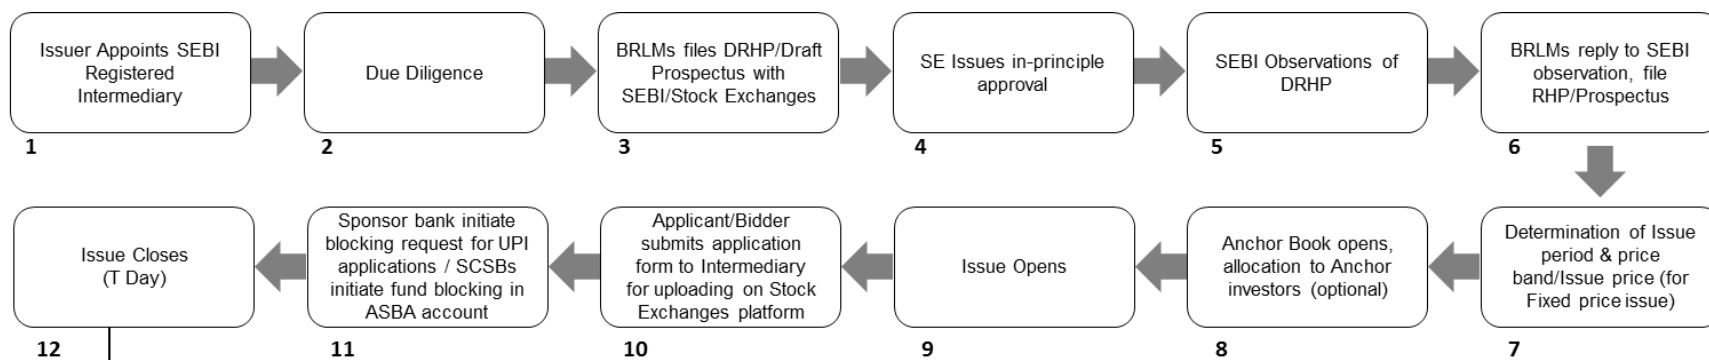 Issuer Appoints SEBI
Registered
Intermediary
1
Due Diligence
2
BRLMs files DRHP/Draft
Prospectus with
SEBI/Stock Exchanges
3
SE Issues in-principle
approval
4
SEBI Observations of
DRHP
5
BRLMs reply to SEBI
observation, file
RHP/Prospectus
6
Determination of Issue
period & price
band/Issue price (for
Fixed price issue)
7
Anchor Book opens,
allocation to Anchor
investors (optional)
8
Issue Opens
9
Applicant/Bidder
submits application
form to Intermediary
for uploading on Stock
Exchanges platform
10
Sponsor bank initiate
blocking request for UPI
applications / SCSBs
initiate fund blocking in
ASBA account
11
Issue Closes
(T Day)
12